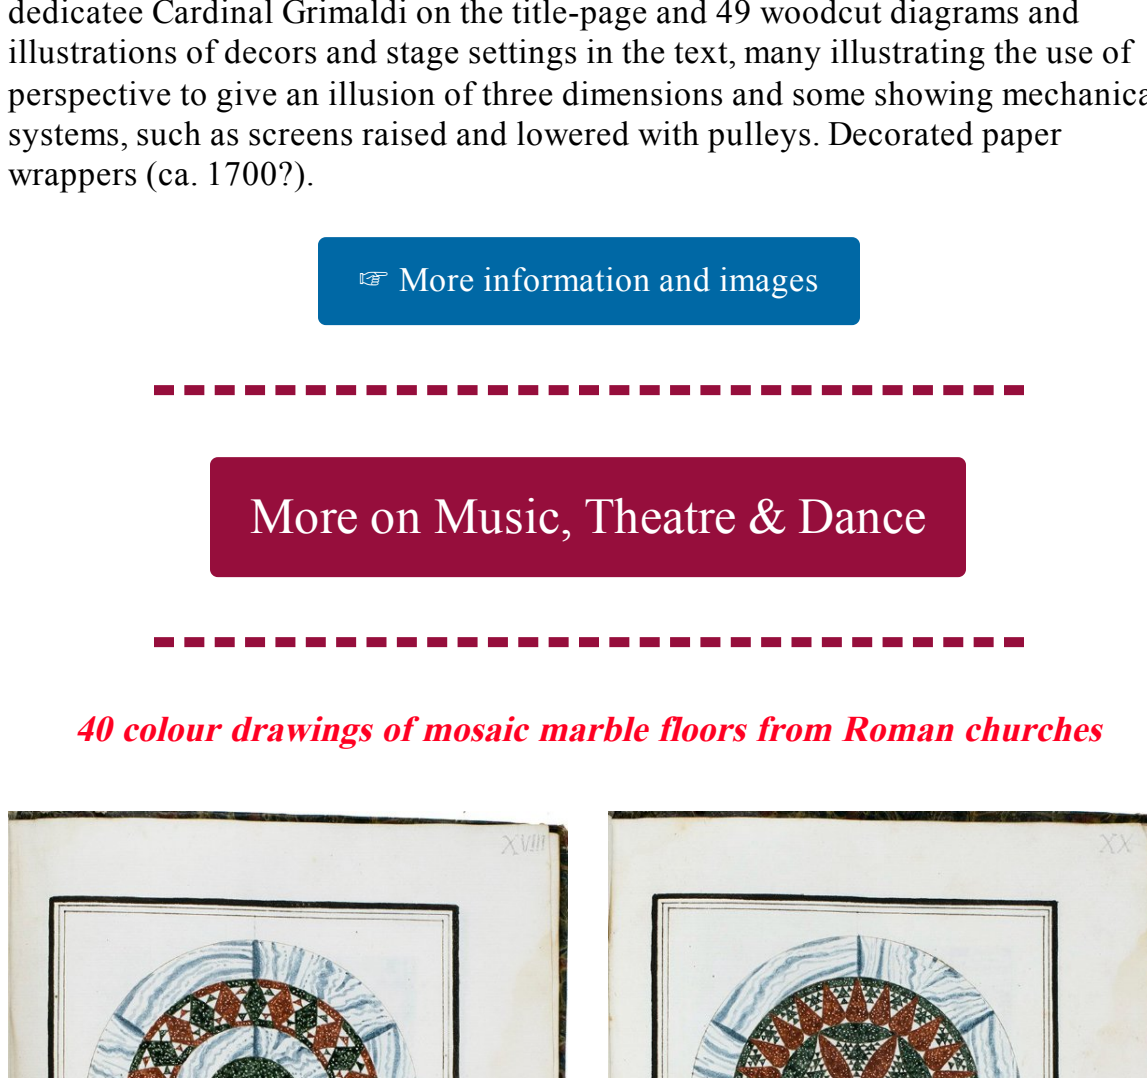 dedicatee Cardinal Grimaldi on the title-page and 49 woodcut diagrams and
illustrations of decors and stage settings in the text, many illustrating the use of
perspective to give an illusion of three dimensions and some showing mechanica
systems, such as screens raised and lowered with pulleys. Decorated paper
wrappers (ca. 1700?).
☞ More information and images
More on Music, Theatre & Dance
40 colour drawings of mosaic marble floors from Roman churches
XVIII
XX